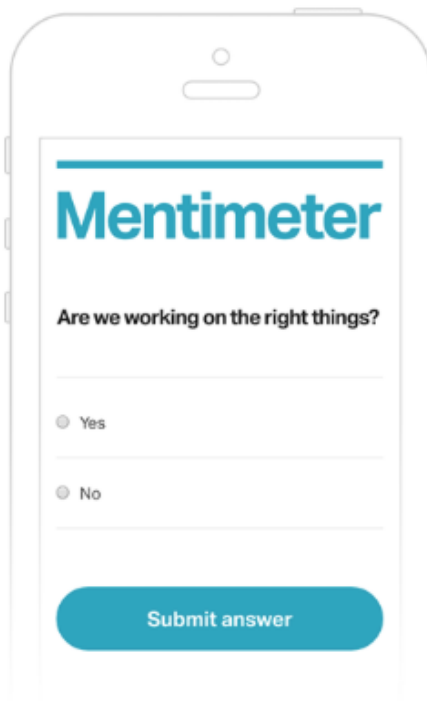 Mentimeter
Are we working on the right things?
Yes
No
Submit answer